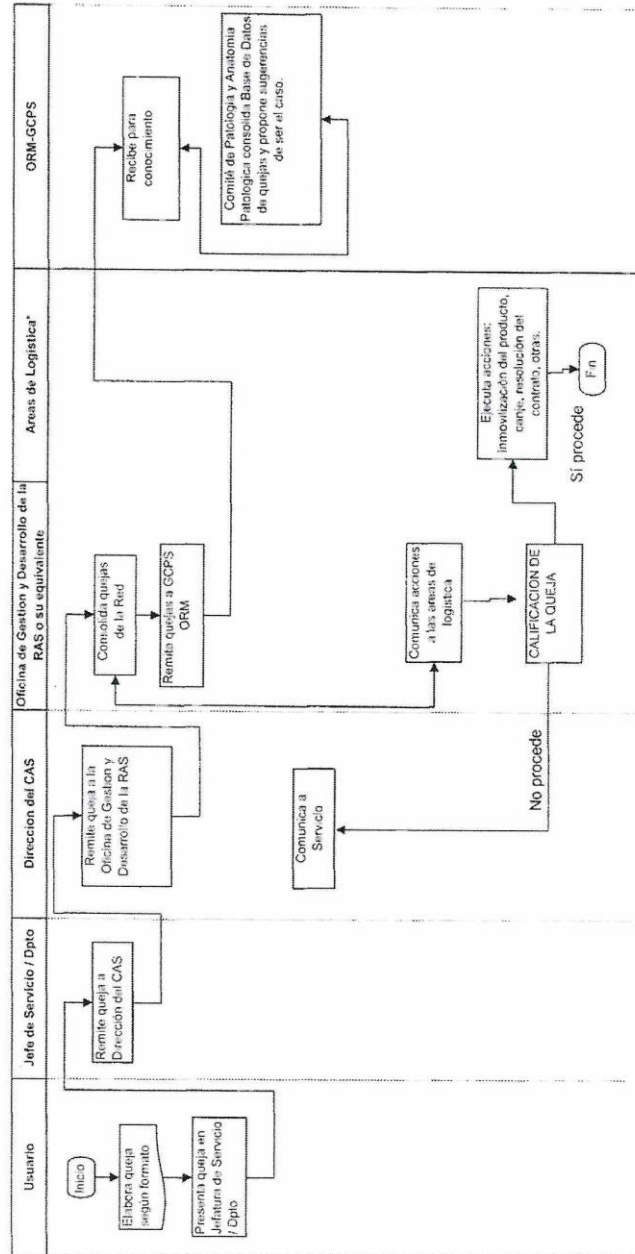 Usuario
Jefe de Servicio / Dpto
Direccion del CAS
Oficina de Gestion y Desarrollo de la
RAS o su equivalente
Areas de Logistica*
ORM-GCPS
Inicio
Elabora queja
según formato
Presenta queja en
Jefatura de Servicio
/ Dpto
Remite queja a
Dirección del CAS
Remite queja a la
Oficina de Gestion y
Desarrollo de la RAS
Consolida quejas
de la Red
Remite quejas a GCPS
ORM
Recibe para
conocimiento
Comité de Patología y Anatomía
Patologica consolida Base de Datos
de quejas y propone sugerencias
de ser el caso.
Comunica acciones
a las areas de
logistica
CALIFICACION DE
LA QUEJA
No procede
Comunica a
Servicio
Sí procede
Ejecuta acciones:
inmovilización del producto,
canje, resolución del
contrato, otras.
Fin